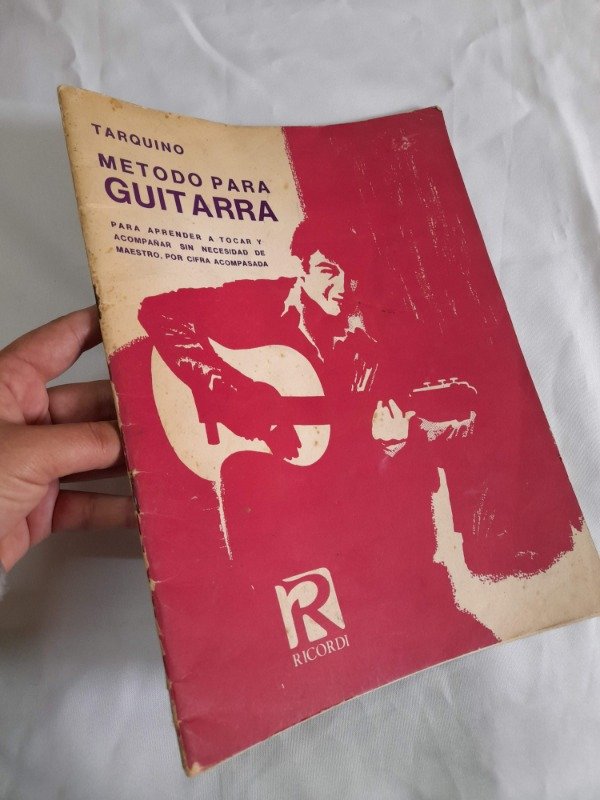 TARQUINO
METODO PARA
GUITARRA
PARA APRENDER A TOCAR Y
ACOMPAÑAR SIN NECESIDAD DE
MAESTRO, POR CIFRA ACOMPASADA
R
RICORDI